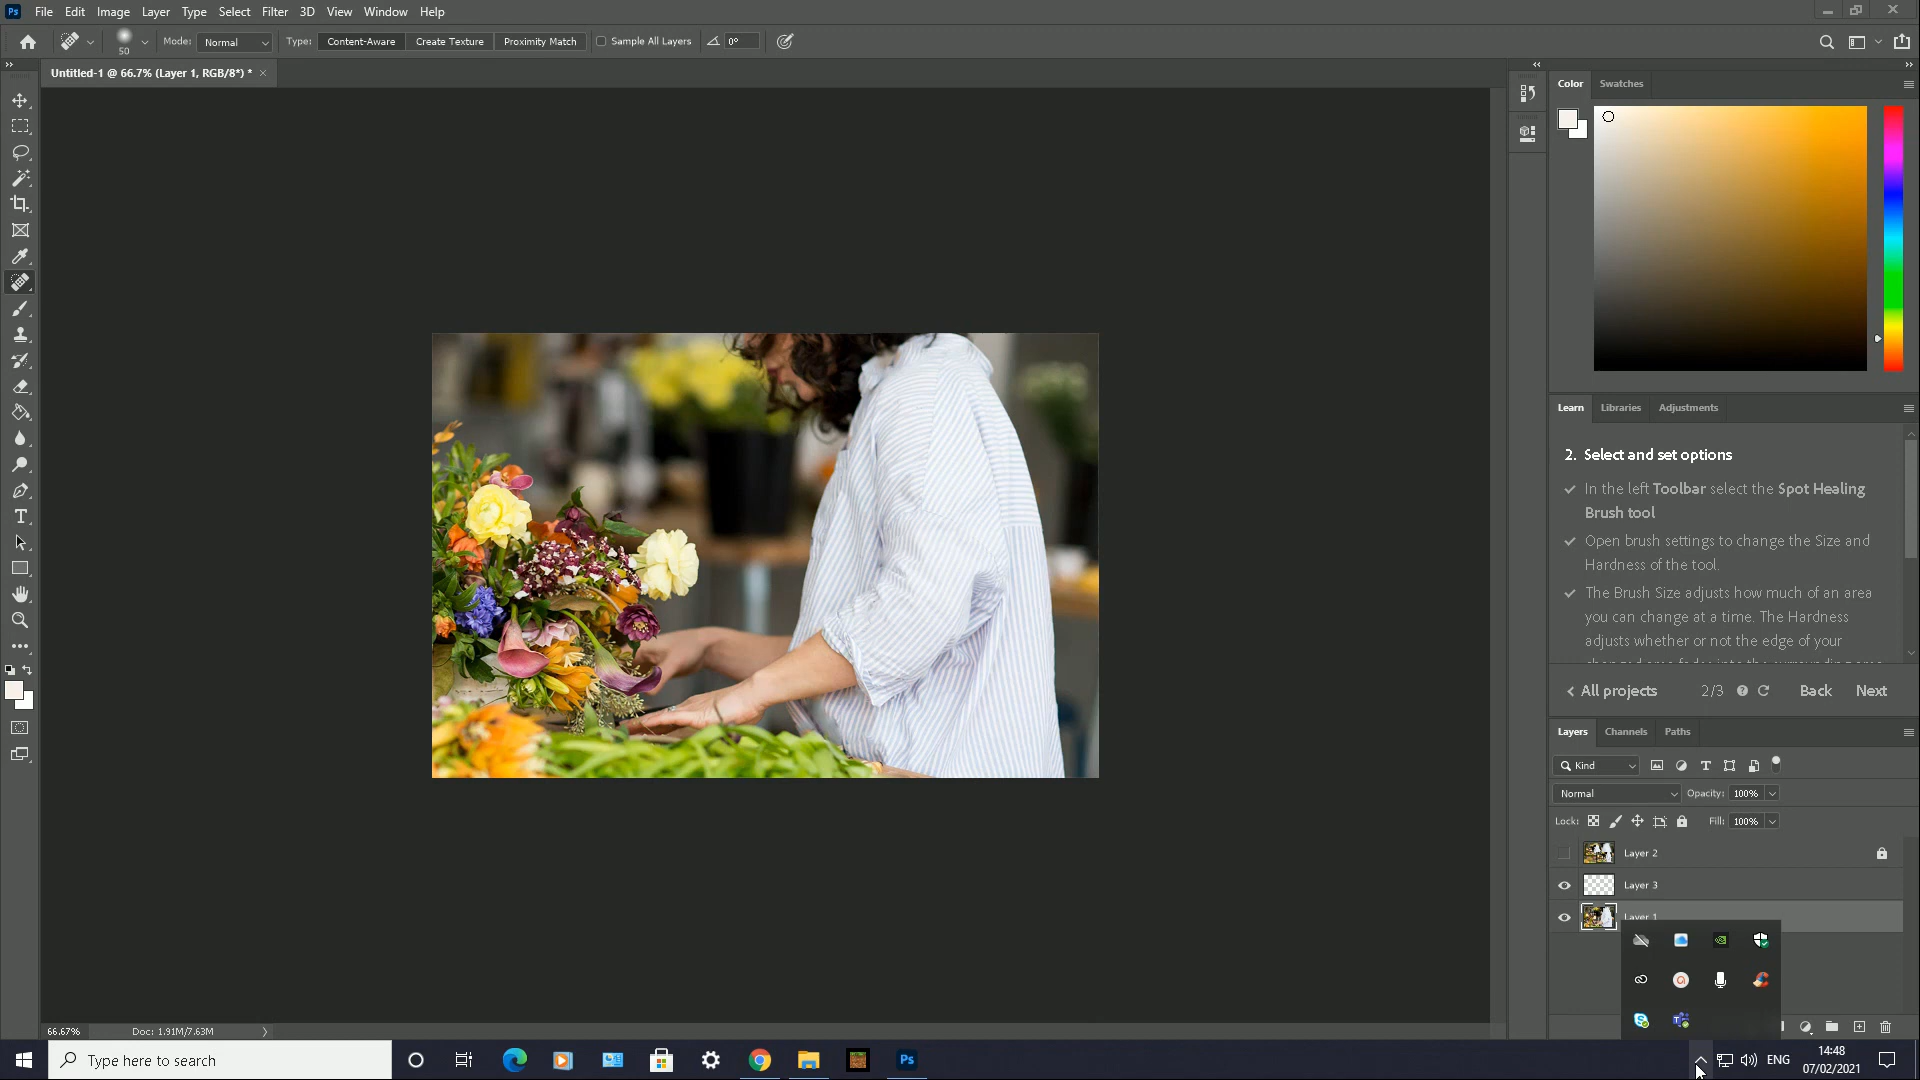 Ps File Edit Image Layer Type Select Filter 3D View Window Help
50 Mode: Normal Type: Content-Aware Create Texture Proximity Match Sample All Layers 0°
Untitled-1 @ 66.7% (Layer 1, RGB/8*) *
Color Swatches
Learn Libraries Adjustments
2. Select and set options
In the left Toolbar select the Spot Healing
Brush tool
Open brush settings to change the Size and
Hardness of the tool.
The Brush Size adjusts how much of an area
you can change at a time. The Hardness
adjusts whether or not the edge of your
All projects 2/3 Back Next
Layers Channels Paths
Kind
Normal Opacity: 100%
Lock: Fill: 100%
Layer 2
Layer 3
Layer 1
66.67% Doc: 1.91M/7.63M
Type here to search
Ps
ENG
14:48
07/02/2021